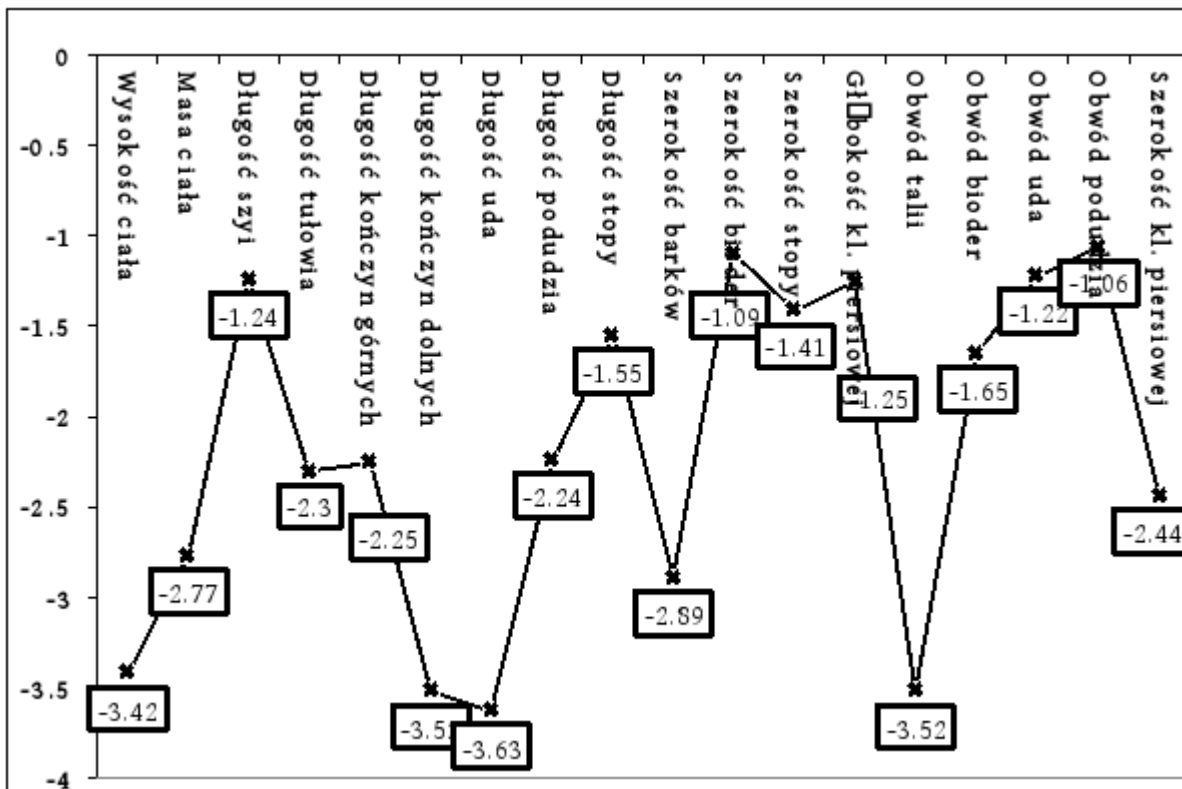 0
-0.5
-1
-1.5
-2
-2.5
-3
-3.5
-4
Wysokość ciała
Masa ciała
Długość szyi
Długość tułowia
Długość kończyn górnych
Długość kończyn dolnych
Długość uda
Długość podudzia
Długość stopy
Szerokość barków
Szerokość bioder
Szerokość stopy
Gł□bokość kl. piersiowej
Obwód talii
Obwód bioder
Obwód uda
Obwód podudzia
Szerokość kl. piersiowej
-3.42
-2.77
-1.24
-2.3
-2.25
-3.63
-2.24
-1.55
-2.89
-1.09
-1.41
-1.25
-3.52
-1.65
-1.22
-1.06
-2.44